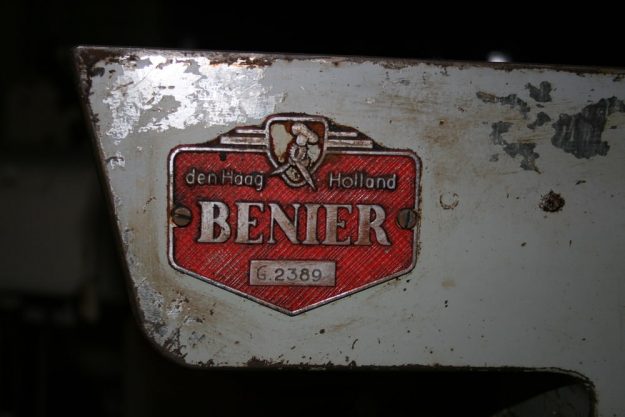 den Haag Holland
BENIER
G.2389